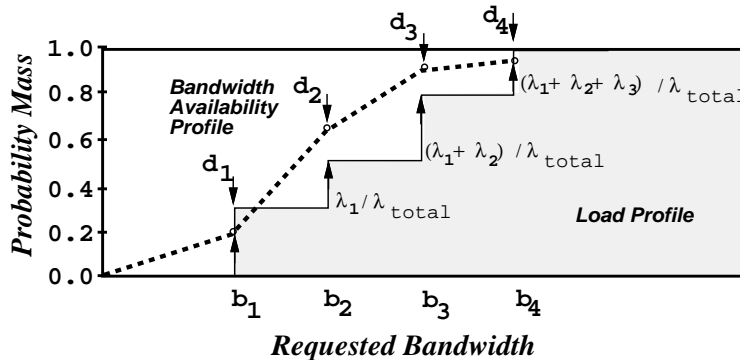 Probability Mass
1.0
0.8
0.6
0.4
0.2
0.0
Bandwidth
Availability
Profile
d1
d2
d3
d4
λ1/λtotal
(λ1+ λ2) /λtotal
(λ1+ λ2+ λ3) /λtotal
Load Profile
b1
b2
b3
b4
Requested Bandwidth